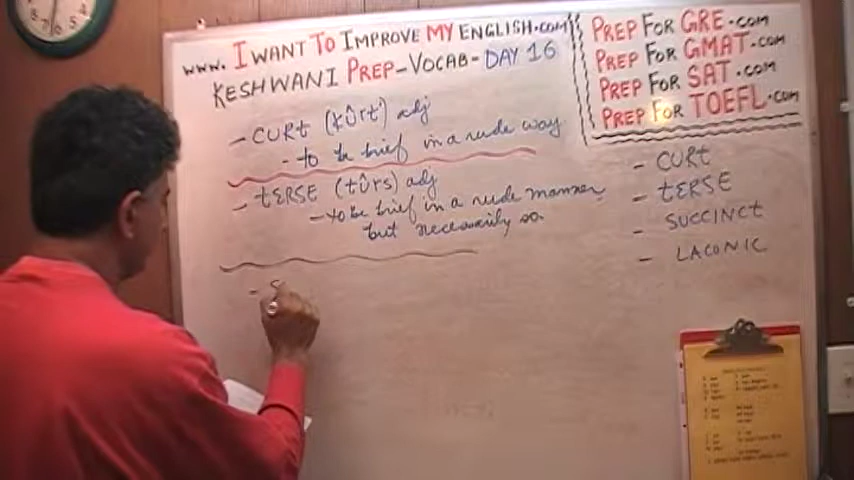 www. I WANT TO IMPROVE MY ENGLISH.com
KESHWANI PREP-VOCAB- DAY 16
- CURT (kûrt) adj
- to be brief in a rude way
- TERSE (tûrs) adj
- to be brief in a rude manner,
but necessarily so.
- S
PREP FOR GRE.com
PREP FOR GMAT.com
PREP FOR SAT.com
PREP FOR TOEFL.com
- CURT
- TERSE
- SUCCINCT
- LACONIC